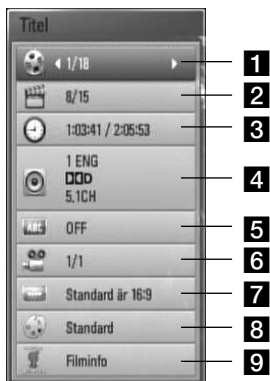 Titel
1/18 1
8/15 2
1:03:41 / 2:05:53 3
1 ENG
D 4
5.1CH
ABC OFF 5
1/1 6
Standard är 16:9 7
Standard 8
Filminfo 9